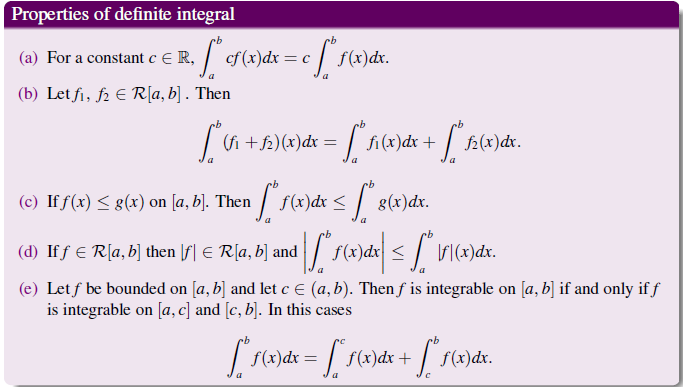 Properties of definite integral
(a) For a constant c ∈ ℝ, ∫_a^b cf(x)dx = c ∫_a^b f(x)dx.
(b) Let f₁, f₂ ∈ ℛ[a, b]. Then
∫_a^b (f₁ + f₂)(x)dx = ∫_a^b f₁(x)dx + ∫_a^b f₂(x)dx.
(c) If f(x) ≤ g(x) on [a, b]. Then ∫_a^b f(x)dx ≤ ∫_a^b g(x)dx.
(d) If f ∈ ℛ[a, b] then |f| ∈ ℛ[a, b] and |∫_a^b f(x)dx| ≤ ∫_a^b |f|(x)dx.
(e) Let f be bounded on [a, b] and let c ∈ (a, b). Then f is integrable on [a, b] if and only if f
is integrable on [a, c] and [c, b]. In this cases
∫_a^b f(x)dx = ∫_a^c f(x)dx + ∫_c^b f(x)dx.